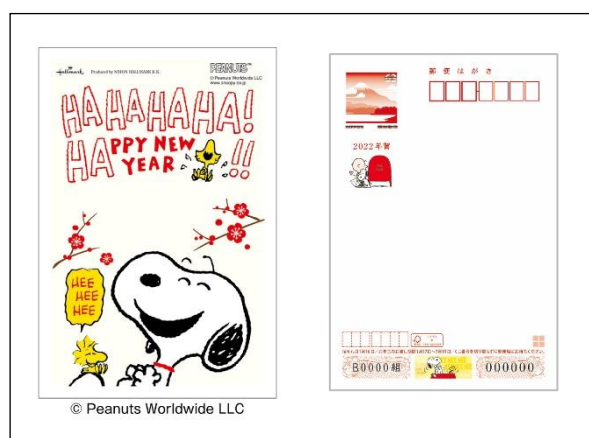 Hallmark Produced by NIHON HALLMARK K.K.
PEANUTS™
© Peanuts Worldwide LLC
www.snoopy.co.jp
HAHAHAHA!
HAPPY NEW
YEAR !!
HEE
HEE
HEE
© Peanuts Worldwide LLC
郵便はがき
NIPPON
2022年賀
B0000組
000000